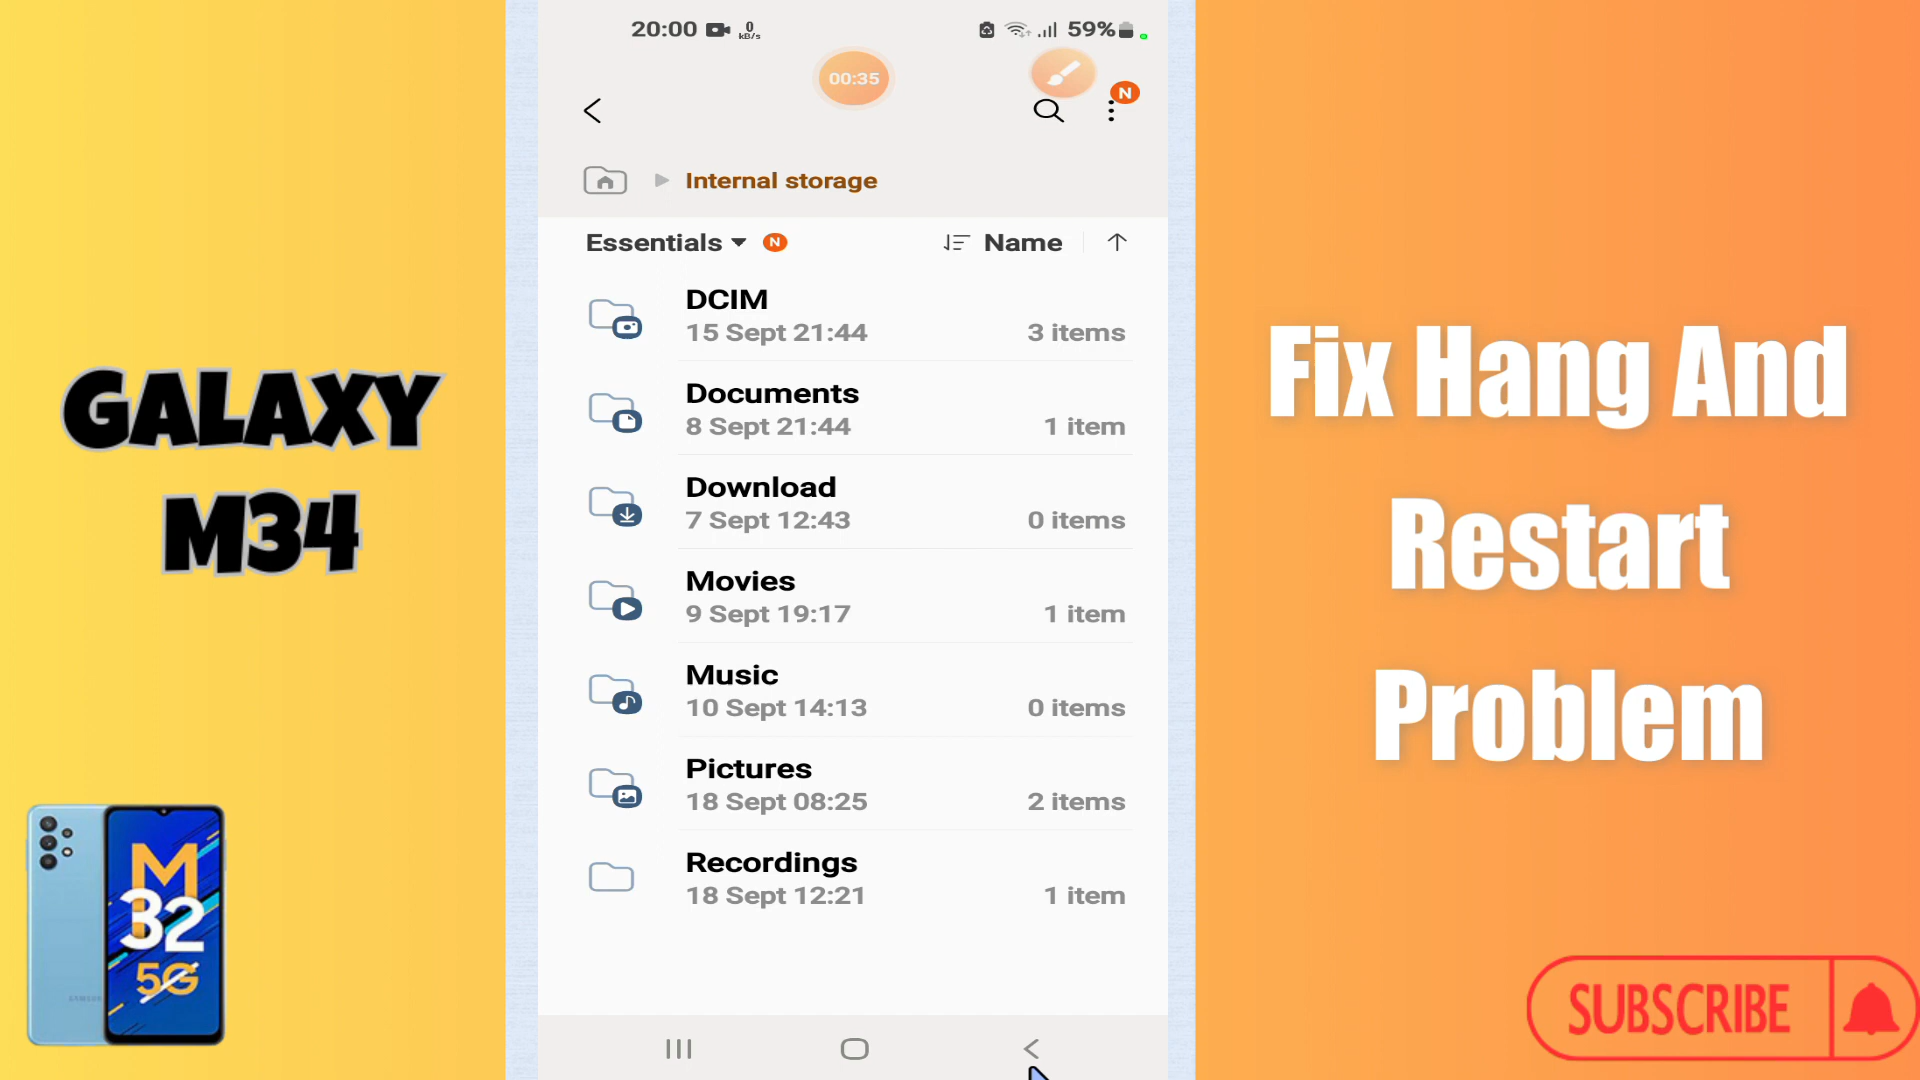 GALAXY
M34
M
32
5G
20:00
0
kB/s
59%
00:35
N
Internal storage
Essentials
N
Name
DCIM
15 Sept 21:44
3 items
Documents
8 Sept 21:44
1 item
Download
7 Sept 12:43
0 items
Movies
9 Sept 19:17
1 item
Music
10 Sept 14:13
0 items
Pictures
18 Sept 08:25
2 items
Recordings
18 Sept 12:21
1 item
Fix Hang And
Restart
Problem
SUBSCRIBE